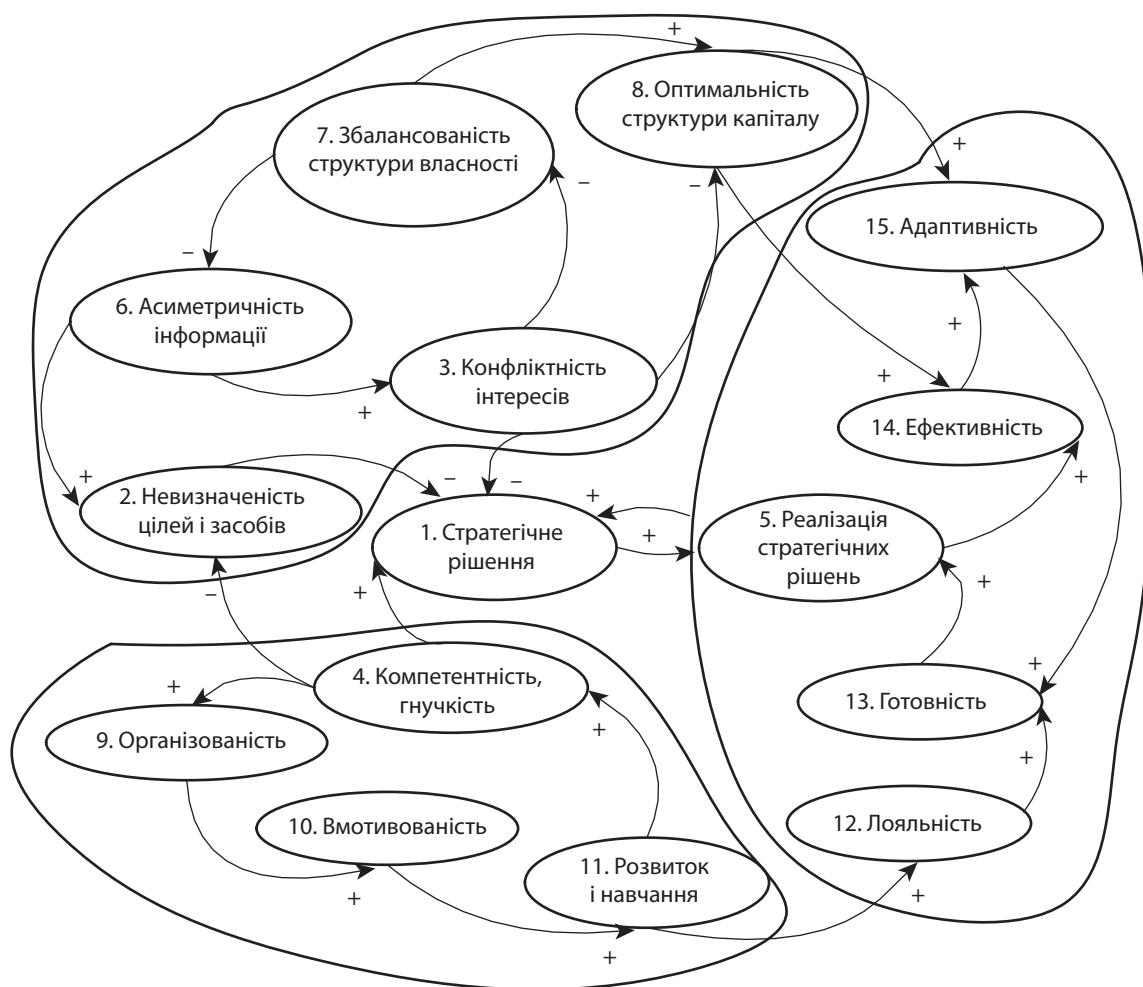 +
8. Оптимальність
структури капіталу
7. Збалансованість
структури власності
+
–
–
15. Адаптивність
–
6. Асиметричність
інформації
+
3. Конфліктність
інтересів
+
+
14. Ефективність
+
2. Невизначеність
цілей і засобів
–
–
+
+
1. Стратегічне
рішення
+
5. Реалізація
стратегічних
рішень
–
+
+
4. Компетентність,
гнучкість
+
+
13. Готовність
9. Організованість
+
+
10. Вмотивованість
12. Лояльність
11. Розвиток
і навчання
+
+
+